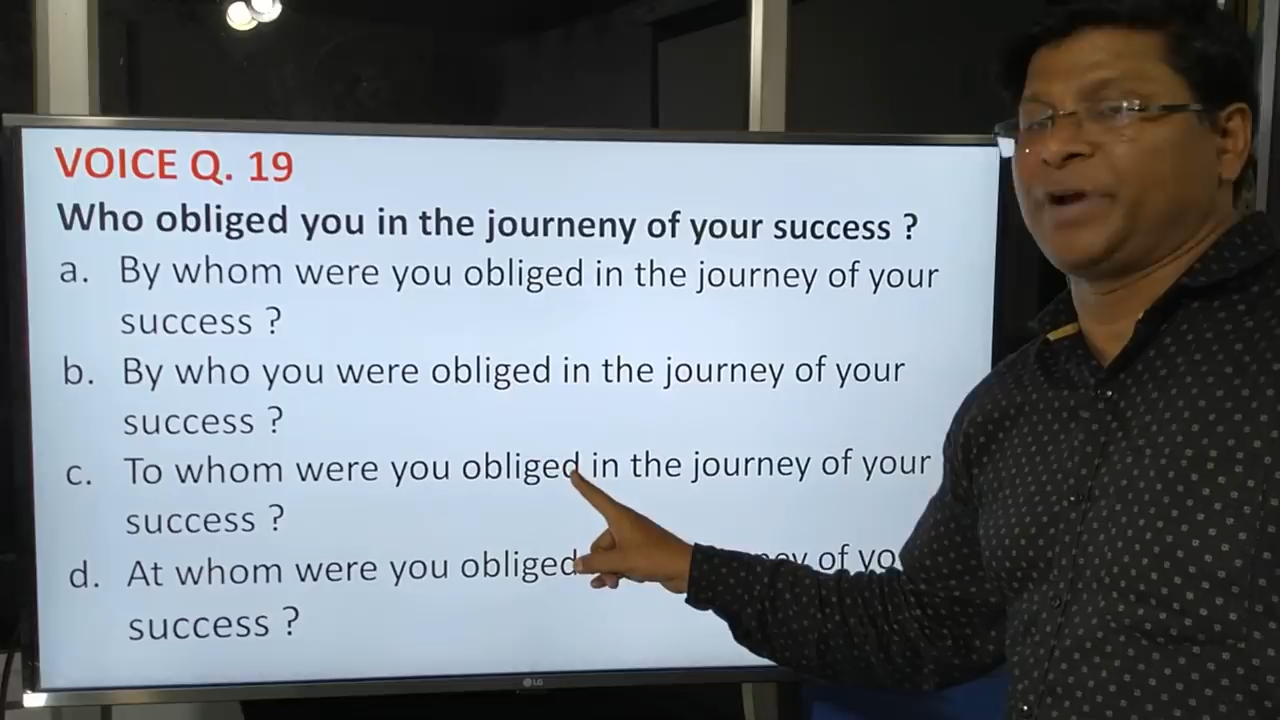 VOICE Q. 19
Who obliged you in the journeny of your success ?
a. By whom were you obliged in the journey of your
success ?
b. By who you were obliged in the journey of your
success ?
c. To whom were you obliged in the journey of your
success ?
d. At whom were you obliged of
success ?
LG